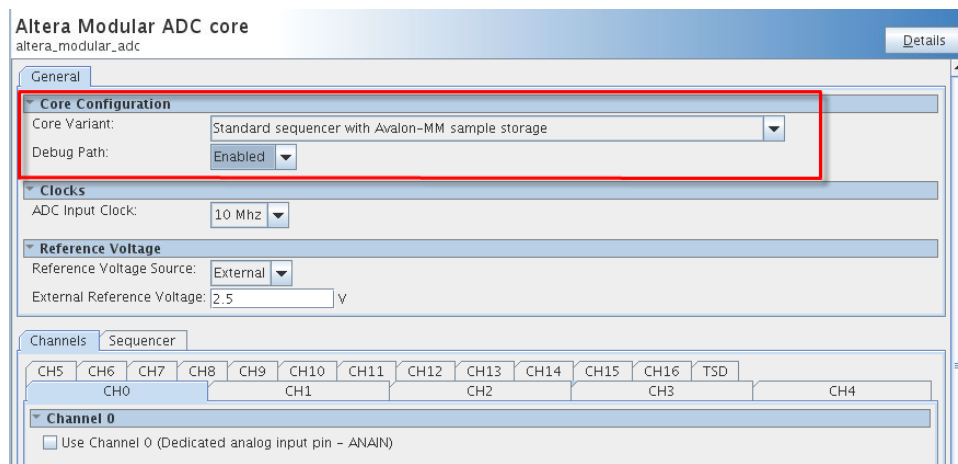 Altera Modular ADC core
altera_modular_adc
Details
General
Core Configuration
Core Variant: Standard sequencer with Avalon-MM sample storage
Debug Path: Enabled
Clocks
ADC Input Clock: 10 Mhz
Reference Voltage
Reference Voltage Source: External
External Reference Voltage: 2.5 V
Channels Sequencer
CH5 CH6 CH7 CH8 CH9 CH10 CH11 CH12 CH13 CH14 CH15 CH16 TSD
CH0 CH1 CH2 CH3 CH4
Channel 0
Use Channel 0 (Dedicated analog input pin - ANAIN)